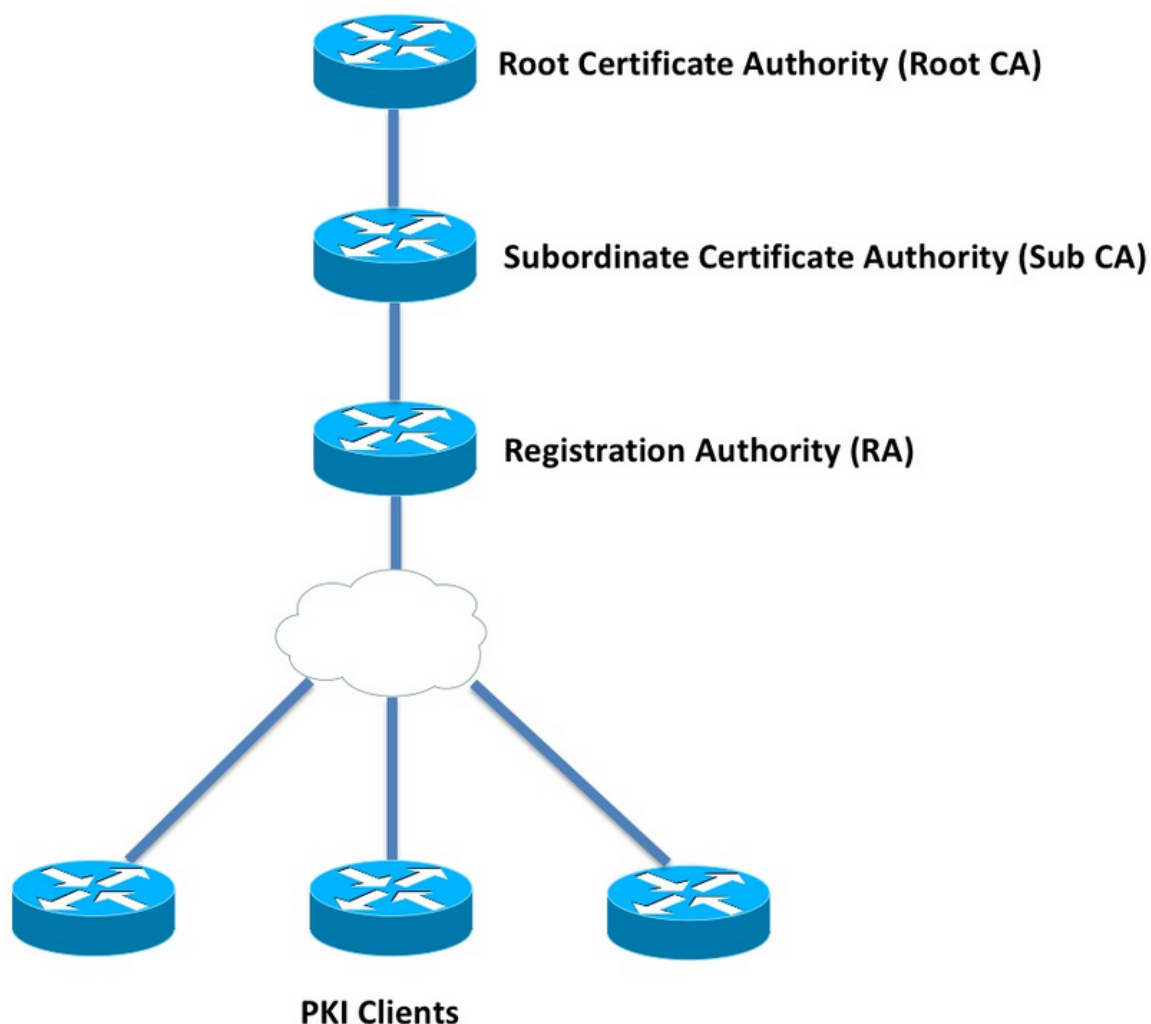 Root Certificate Authority (Root CA)
Subordinate Certificate Authority (Sub CA)
Registration Authority (RA)
PKI Clients